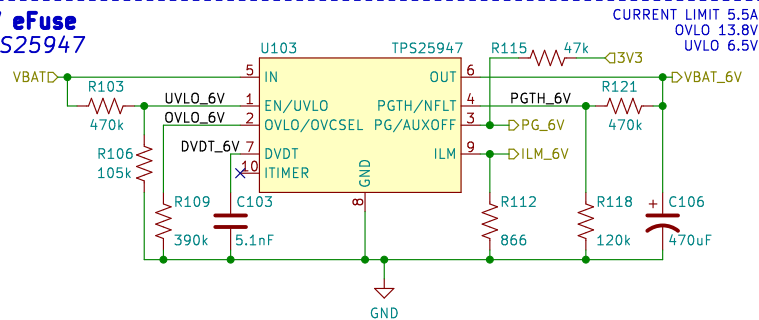 eFuse
S25947
CURRENT LIMIT 5.5A
OVLO 13.8V
UVLO 6.5V
U103
TPS25947
R115
47k
3V3
VBAT
5
IN
OUT
6
VBAT_6V
R103
470k
UVLO_6V
1
EN/UVLO
PGTH/NFLT
4
PGTH_6V
R121
470k
OVLO_6V
2
OVLO/OVCSEL
PG/AUXOFF
3
PG_6V
R106
105k
DVDT_6V
7
DVDT
ILM
9
ILM_6V
10
ITIMER
GND
8
R109
390k
C103
5.1nF
R112
866
R118
120k
+
C106
470uF
GND